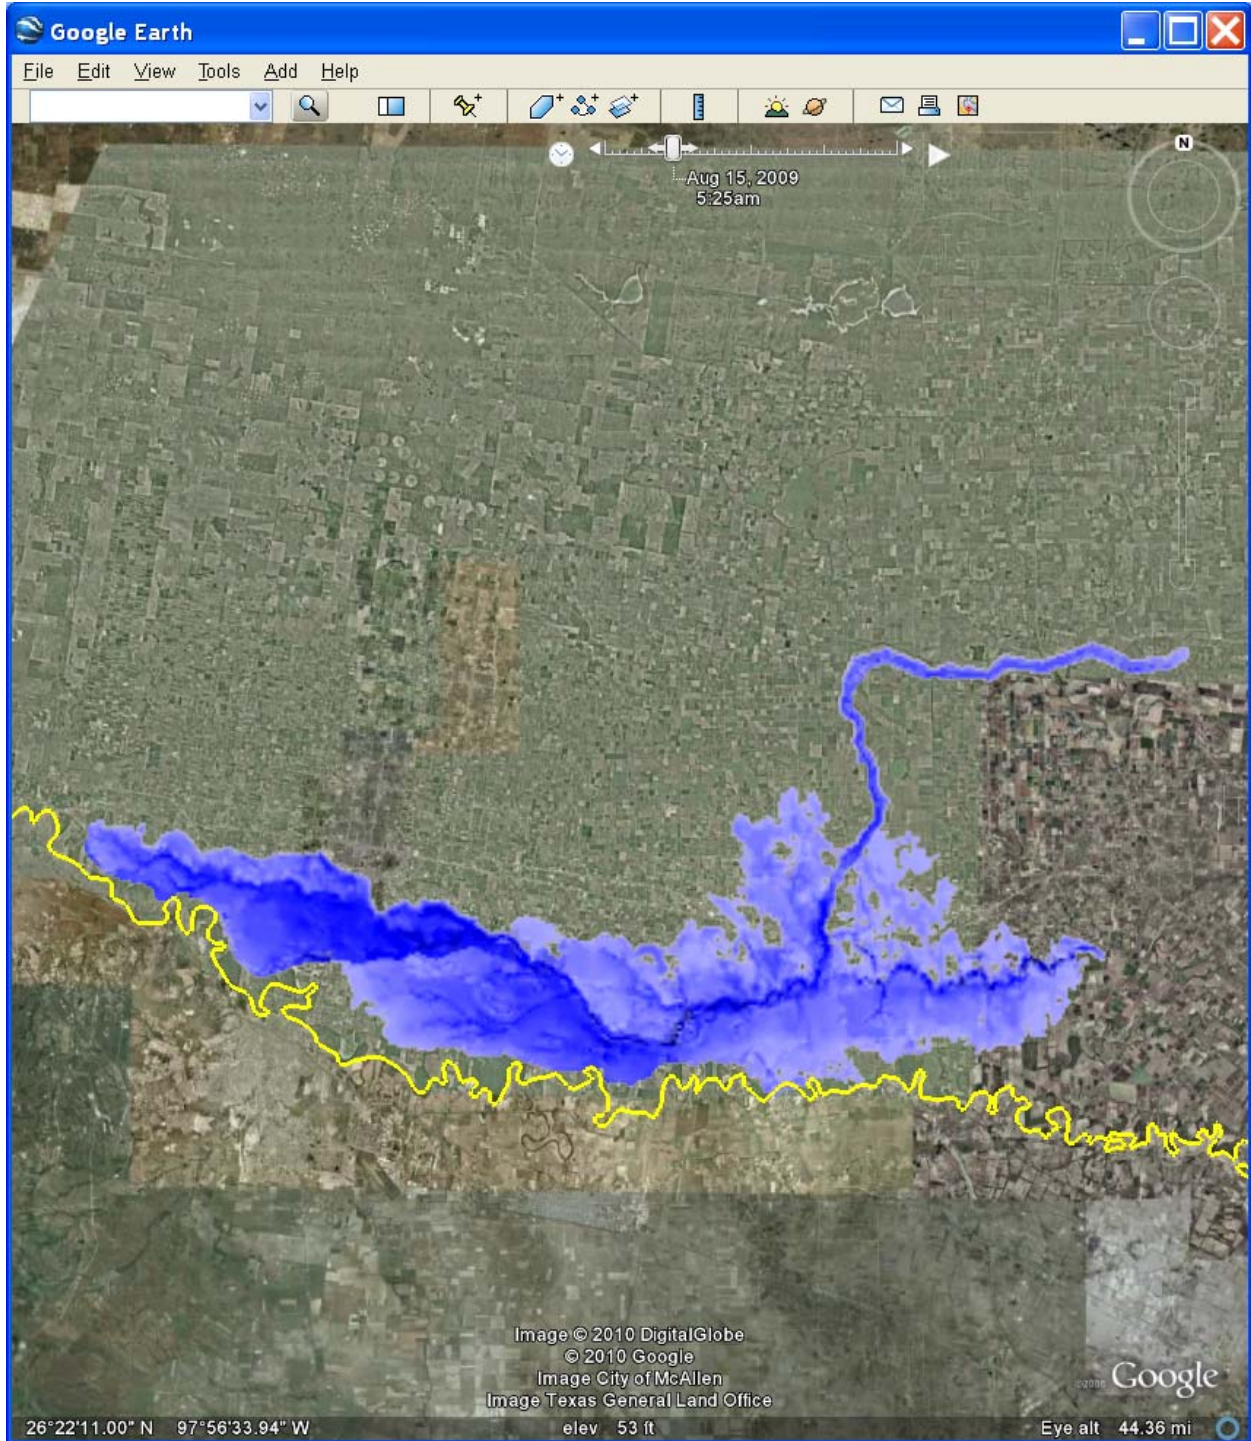 Google Earth
File Edit View Tools Add Help
N
Aug 15, 2009
5:25am
Image © 2010 DigitalGlobe
© 2010 Google
Image City of McAllen
Image Texas General Land Office
Google
26°22'11.00" N 97°56'33.94" W elev 53 ft Eye alt 44.36 mi